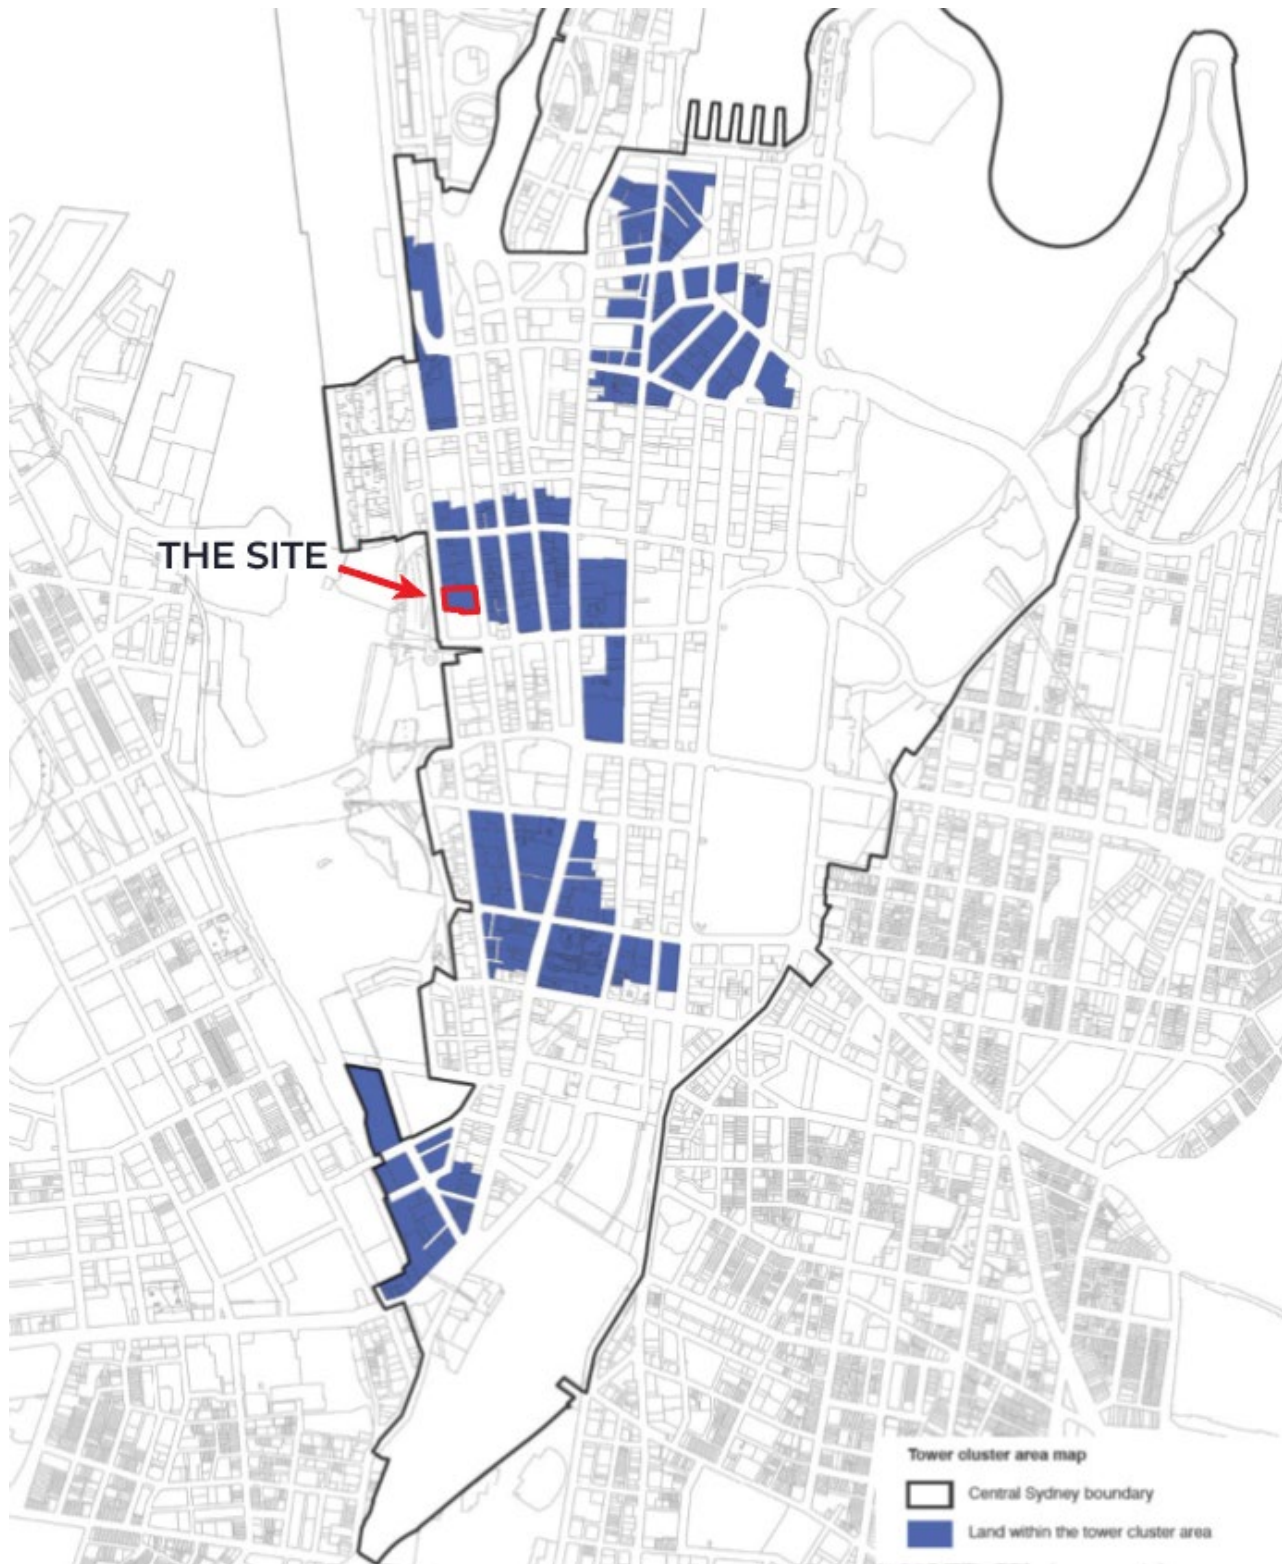 THE SITE
Tower cluster area map
Central Sydney boundary
Land within the tower cluster area